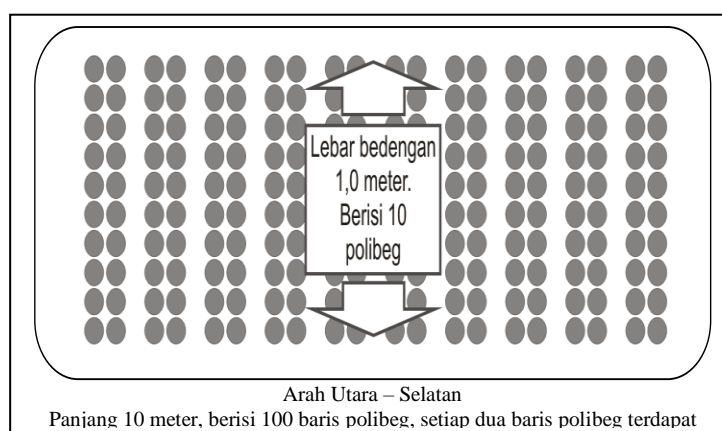 Lebar bedengan
1,0 meter.
Berisi 10
polibeg
Arah Utara – Selatan
Panjang 10 meter, berisi 100 baris polibeg, setiap dua baris polibeg terdapat